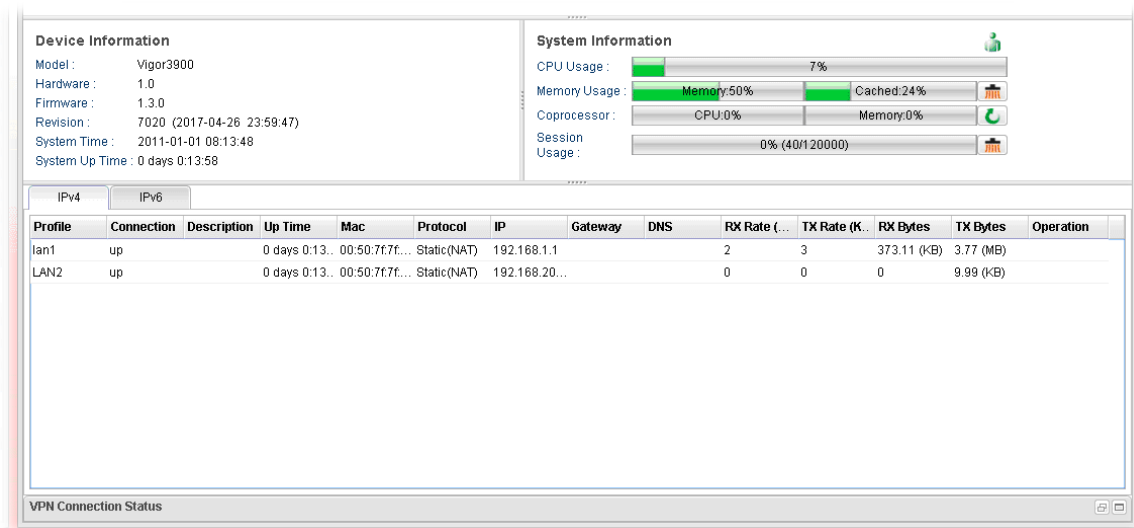 Device Information
Model : Vigor3900
Hardware : 1.0
Firmware : 1.3.0
Revision : 7020 (2017-04-26 23:59:47)
System Time : 2011-01-01 08:13:48
System Up Time : 0 days 0:13:58
System Information
CPU Usage : 7%
Memory Usage : Memory:50% Cached:24%
Coprocessor : CPU:0% Memory:0%
Session Usage : 0% (40/120000)
IPv4 IPv6
Profile Connection Description Up Time Mac Protocol IP Gateway DNS RX Rate (... TX Rate (K... RX Bytes TX Bytes Operation
lan1 up 0 days 0:13... 00:50:7f:7f:... Static(NAT) 192.168.1.1 2 3 373.11 (KB) 3.77 (MB)
LAN2 up 0 days 0:13... 00:50:7f:7f:... Static(NAT) 192.168.20... 0 0 0 9.99 (KB)
VPN Connection Status